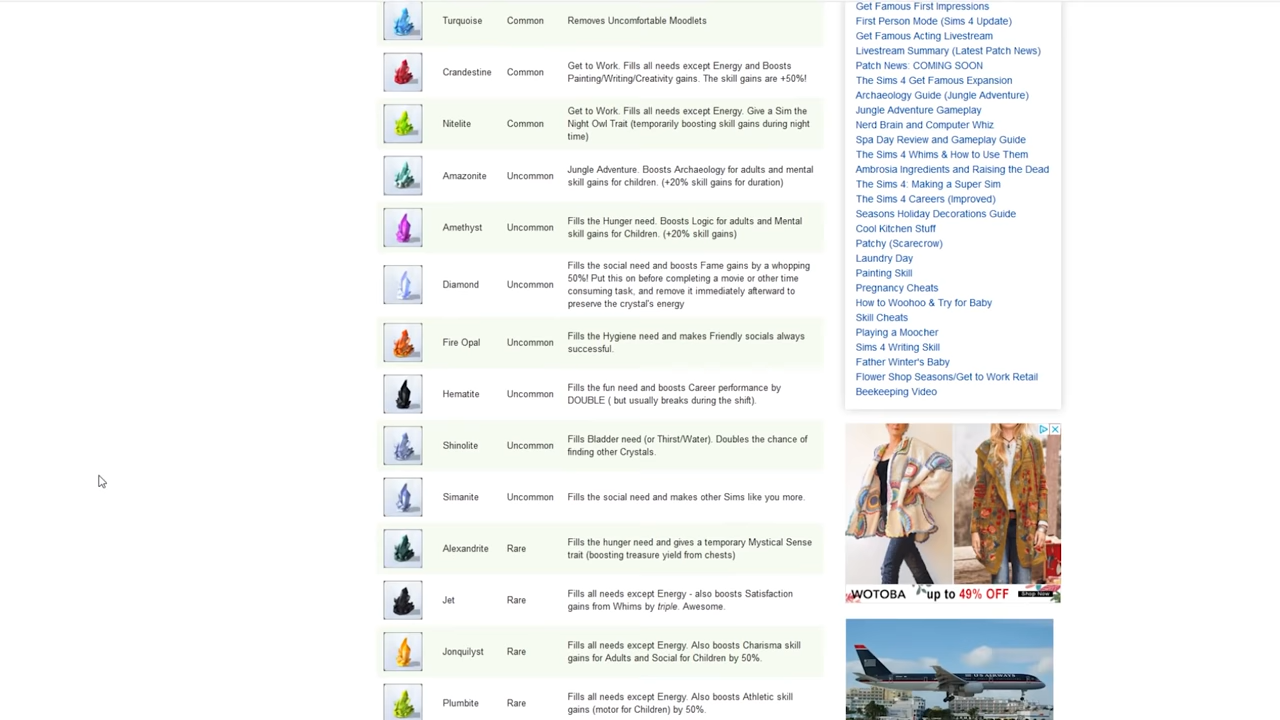 Turquoise Common Removes Uncomfortable Moodlets
Crandestine Common Get to Work. Fills all needs except Energy and Boosts
Painting/Writing/Creativity gains. The skill gains are +50%!
Nitelite Common Get to Work. Fills all needs except Energy. Give a Sim the
Night Owl Trait (temporarily boosting skill gains during night
time)
Amazonite Uncommon Jungle Adventure. Boosts Archaeology for adults and mental
skill gains for children. (+20% skill gains for duration)
Amethyst Uncommon Fills the Hunger need. Boosts Logic for adults and Mental
skill gains for Children. (+20% skill gains)
Diamond Uncommon Fills the social need and boosts Fame gains by a whopping
50%! Put this on before completing a movie or other time
consuming task, and remove it immediately afterward to
preserve the crystal's energy
Fire Opal Uncommon Fills the Hygiene need and makes Friendly socials always
successful.
Hematite Uncommon Fills the fun need and boosts Career performance by
DOUBLE ( but usually breaks during the shift).
Shinolite Uncommon Fills Bladder need (or Thirst/Water). Doubles the chance of
finding other Crystals.
Simanite Uncommon Fills the social need and makes other Sims like you more.
Alexandrite Rare Fills the hunger need and gives a temporary Mystical Sense
trait (boosting treasure yield from chests)
Jet Rare Fills all needs except Energy - also boosts Satisfaction
gains from Whims by triple. Awesome.
Jonquilyst Rare Fills all needs except Energy. Also boosts Charisma skill
gains for Adults and Social for Children by 50%.
Plumbite Rare Fills all needs except Energy. Also boosts Athletic skill
gains (motor for Children) by 50%.
Get Famous First Impressions
First Person Mode (Sims 4 Update)
Get Famous Acting Livestream
Livestream Summary (Latest Patch News)
Patch News: COMING SOON
The Sims 4 Get Famous Expansion
Archaeology Guide (Jungle Adventure)
Jungle Adventure Gameplay
Nerd Brain and Computer Whiz
Spa Day Review and Gameplay Guide
The Sims 4 Whims & How to Use Them
Ambrosia Ingredients and Raising the Dead
The Sims 4: Making a Super Sim
The Sims 4 Careers (Improved)
Seasons Holiday Decorations Guide
Cool Kitchen Stuff
Patchy (Scarecrow)
Laundry Day
Painting Skill
Pregnancy Cheats
How to Woohoo & Try for Baby
Skill Cheats
Playing a Moocher
Sims 4 Writing Skill
Father Winter's Baby
Flower Shop Seasons/Get to Work Retail
Beekeeping Video
WOTOBA up to 49% OFF Shop Now
US AIRWAYS